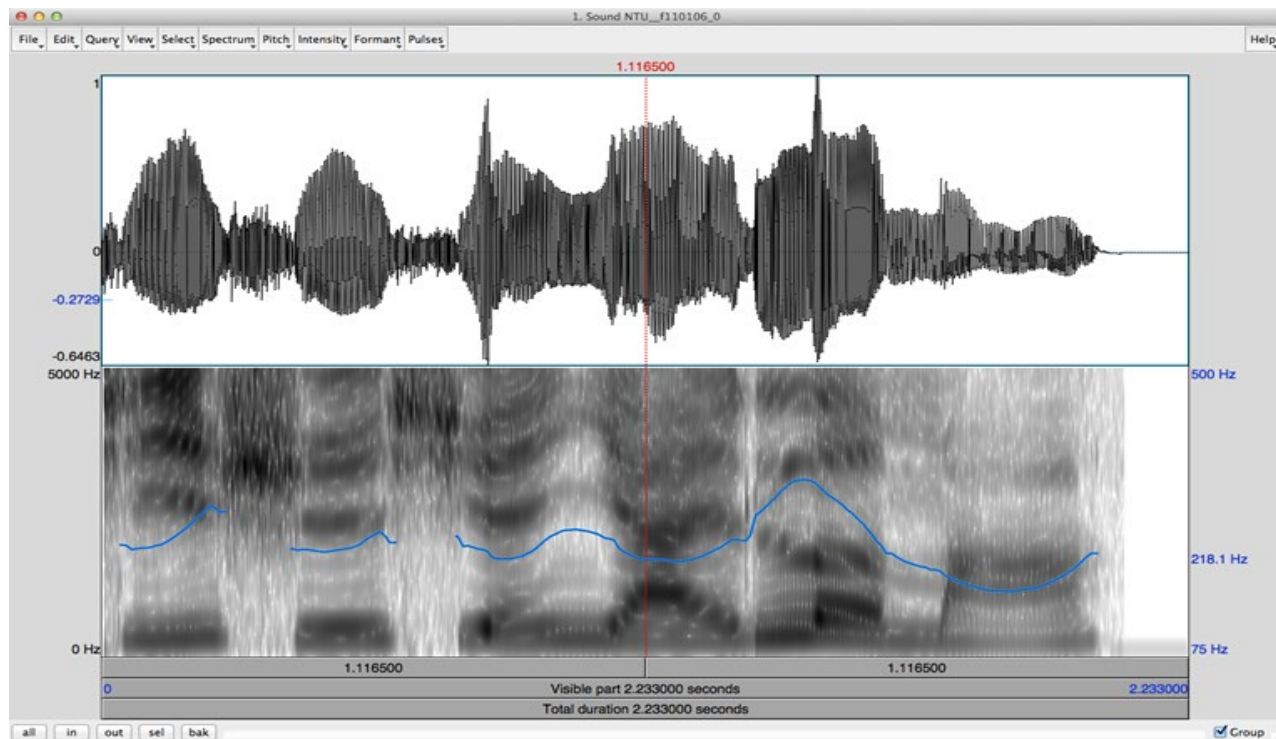 1. Sound NTU__f110106_0
File Edit Query View Select Spectrum Pitch Intensity Formant Pulses Help
1.116500
1
0
-0.2729
-0.6463
5000 Hz 500 Hz
218.1 Hz
0 Hz 75 Hz
1.116500 1.116500
0 Visible part 2.233000 seconds 2.233000
Total duration 2.233000 seconds
all in out sel bak Group